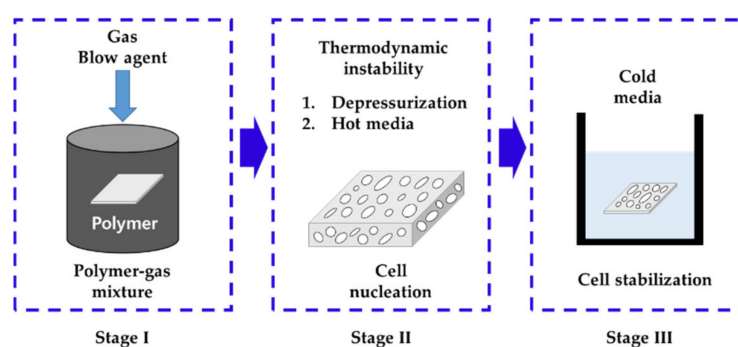 Gas
Blow agent
Polymer
Polymer-gas
mixture
Stage I
Thermodynamic
instability
1. Depressurization
2. Hot media
Cell
nucleation
Stage II
Cold
media
Cell stabilization
Stage III